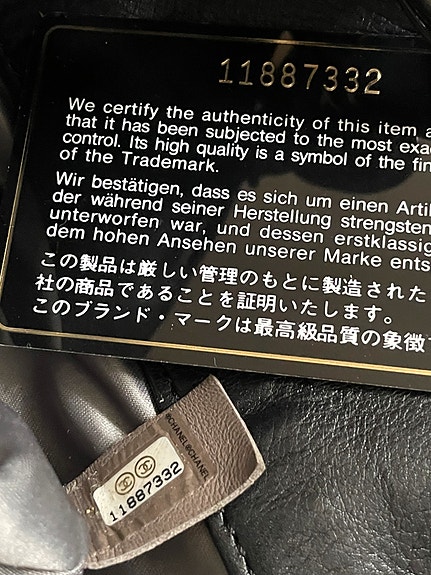 11887332
We certify the authenticity of this item a
that it has been subjected to the most exa
control. Its high quality is a symbol of the fin
of the Trademark.
Wir bestätigen, dass es sich um einen Arti
der während seiner Herstellung strengsten
unterworfen war, und dessen erstklassig
dem hohen Ansehen unserer Marke ents
この製品は厳しい管理のもとに製造された
社の商品であることを証明いたします。
このブランド・マークは最高級品質の象徴
©CHANEL©CHANEL
11887332